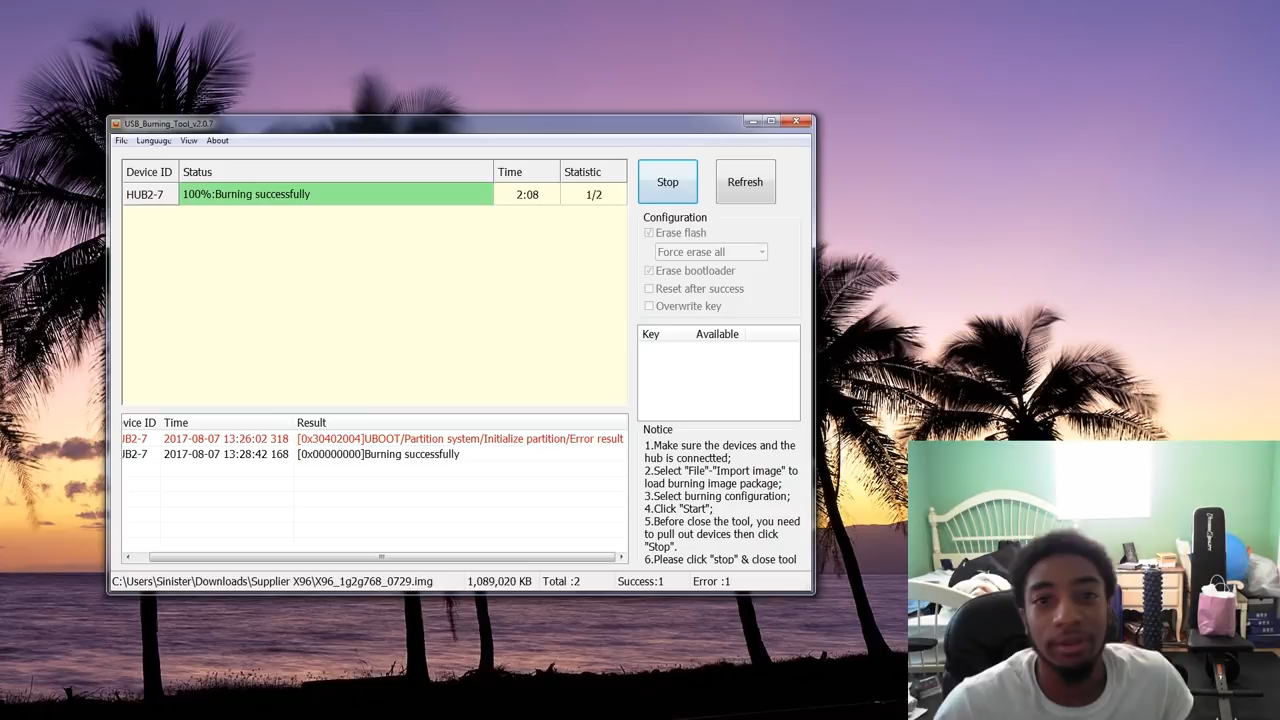 USB_Burning_Tool_v2.0.7
File Language View About
Device ID Status Time Statistic
HUB2-7 100%:Burning successfully 2:08 1/2
Stop Refresh
Configuration
Erase flash
Force erase all
Erase bootloader
Reset after success
Overwrite key
Key Available
vice ID Time Result
JB2-7 2017-08-07 13:26:02 318 [0x30402004]UBOOT/Partition system/Initialize partition/Error result
JB2-7 2017-08-07 13:28:42 168 [0x00000000]Burning successfully
Notice
1.Make sure the devices and the
hub is connectted;
2.Select "File"-"Import image" to
load burning image package;
3.Select burning configuration;
4.Click "Start";
5.Before close the tool, you need
to pull out devices then click
"Stop".
6.Please click "stop" & close tool
C:\Users\Sinister\Downloads\Supplier X96\X96_1g2g768_0729.img 1,089,020 KB Total :2 Success:1 Error :1